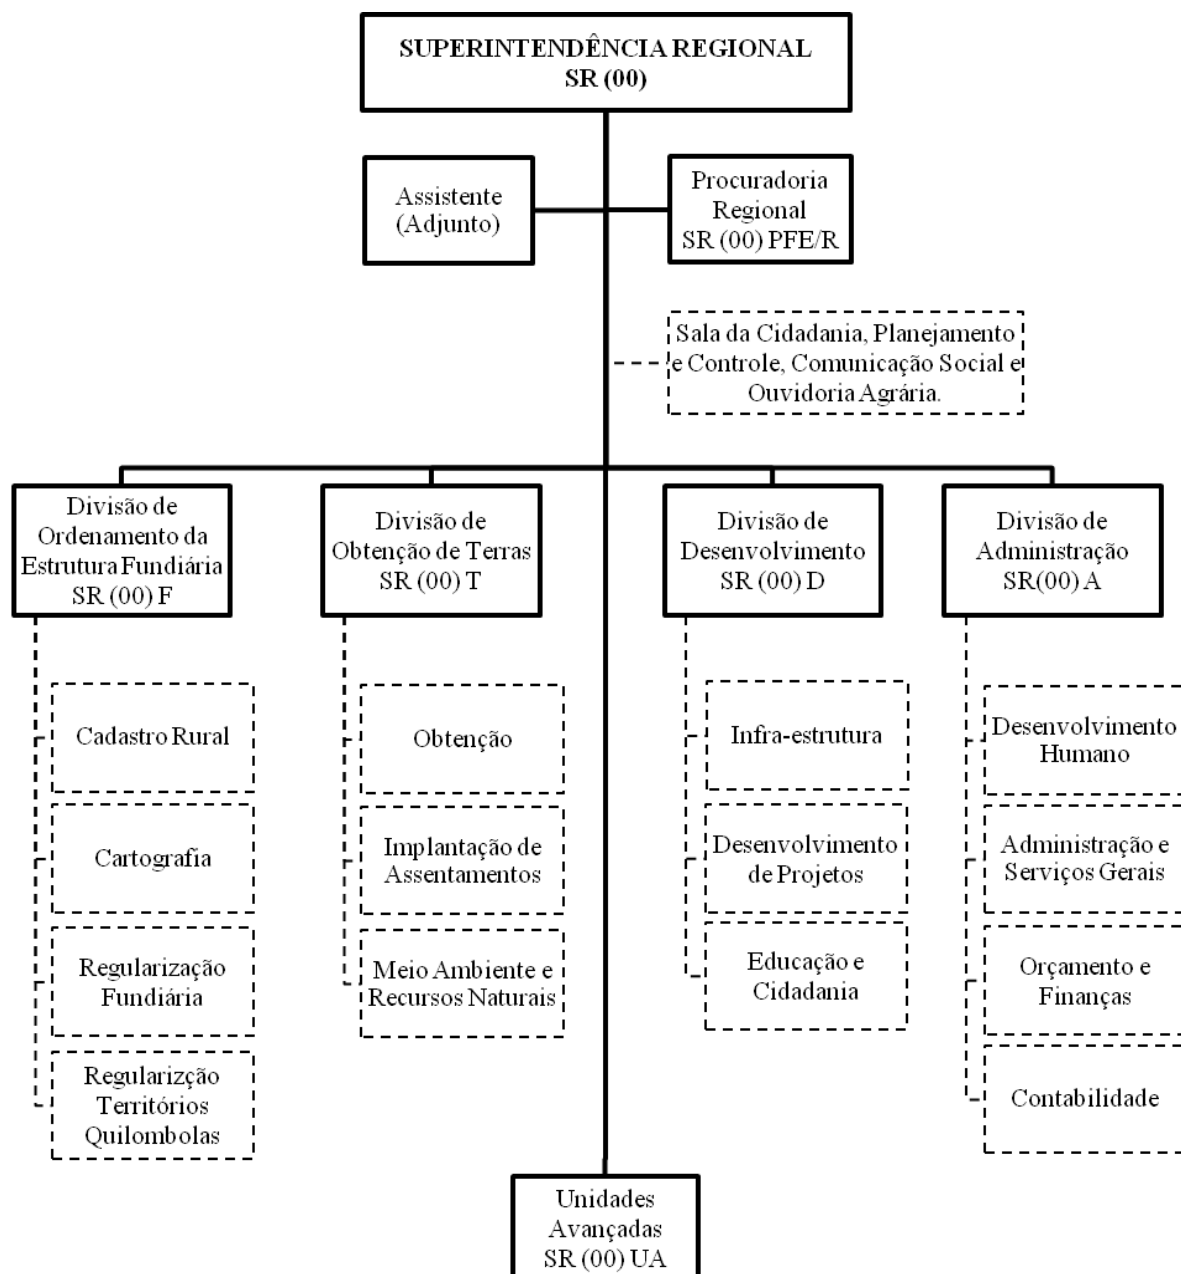 SUPERINTENDÊNCIA REGIONAL
SR (00)
Assistente
(Adjunto)
Procuradoria
Regional
SR (00) PFE/R
Sala da Cidadania, Planejamento
e Controle, Comunicação Social e
Ouvidoria Agrária.
Divisão de
Ordenamento da
Estrutura Fundiária
SR (00) F
Divisão de
Obtenção de Terras
SR (00) T
Divisão de
Desenvolvimento
SR (00) D
Divisão de
Administração
SR(00) A
Cadastro Rural
Cartografia
Regularização
Fundiária
Regularizção
Territórios
Quilombolas
Obtenção
Implantação de
Assentamentos
Meio Ambiente e
Recursos Naturais
Infra-estrutura
Desenvolvimento
de Projetos
Educação e
Cidadania
Desenvolvimento
Humano
Administração e
Serviços Gerais
Orçamento e
Finanças
Contabilidade
Unidades
Avançadas
SR (00) UA